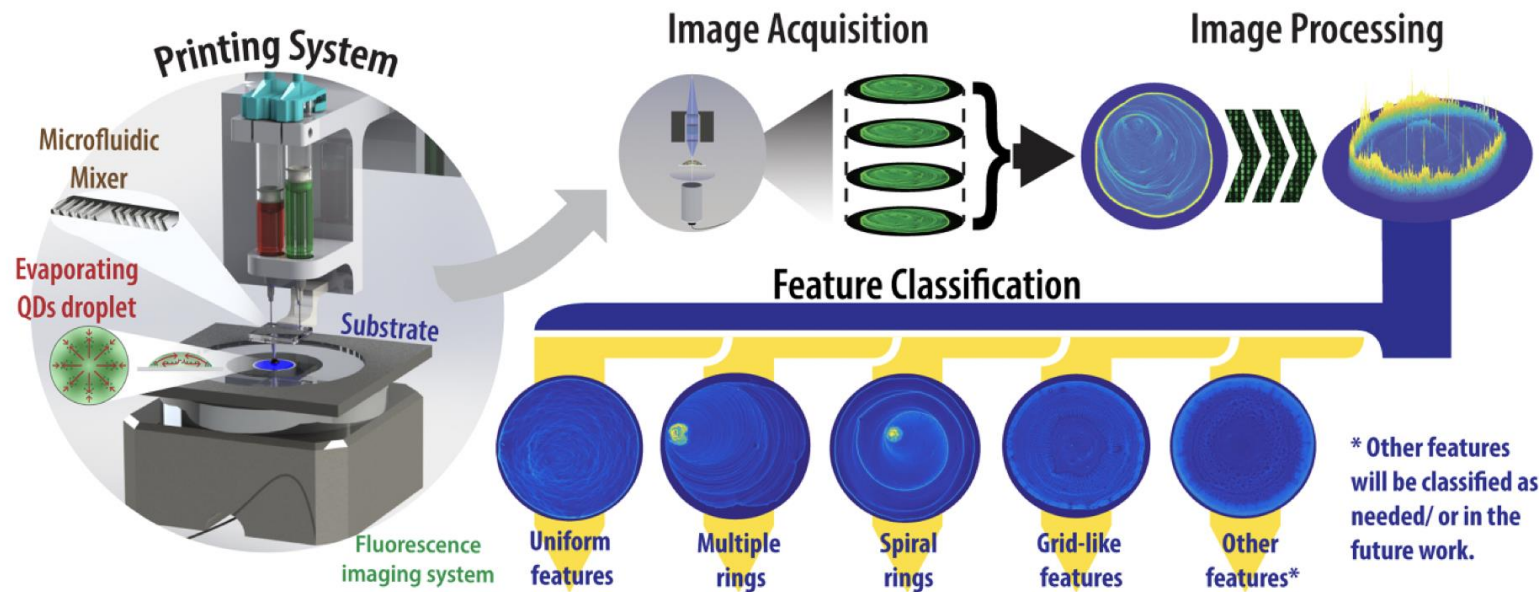 Printing System
Image Acquisition
Image Processing
Microfluidic
Mixer
Evaporating
QDs droplet
Substrate
Fluorescence
imaging system
Feature Classification
Uniform
features
Multiple
rings
Spiral
rings
Grid-like
features
Other
features*
* Other features
will be classified as
needed/ or in the
future work.